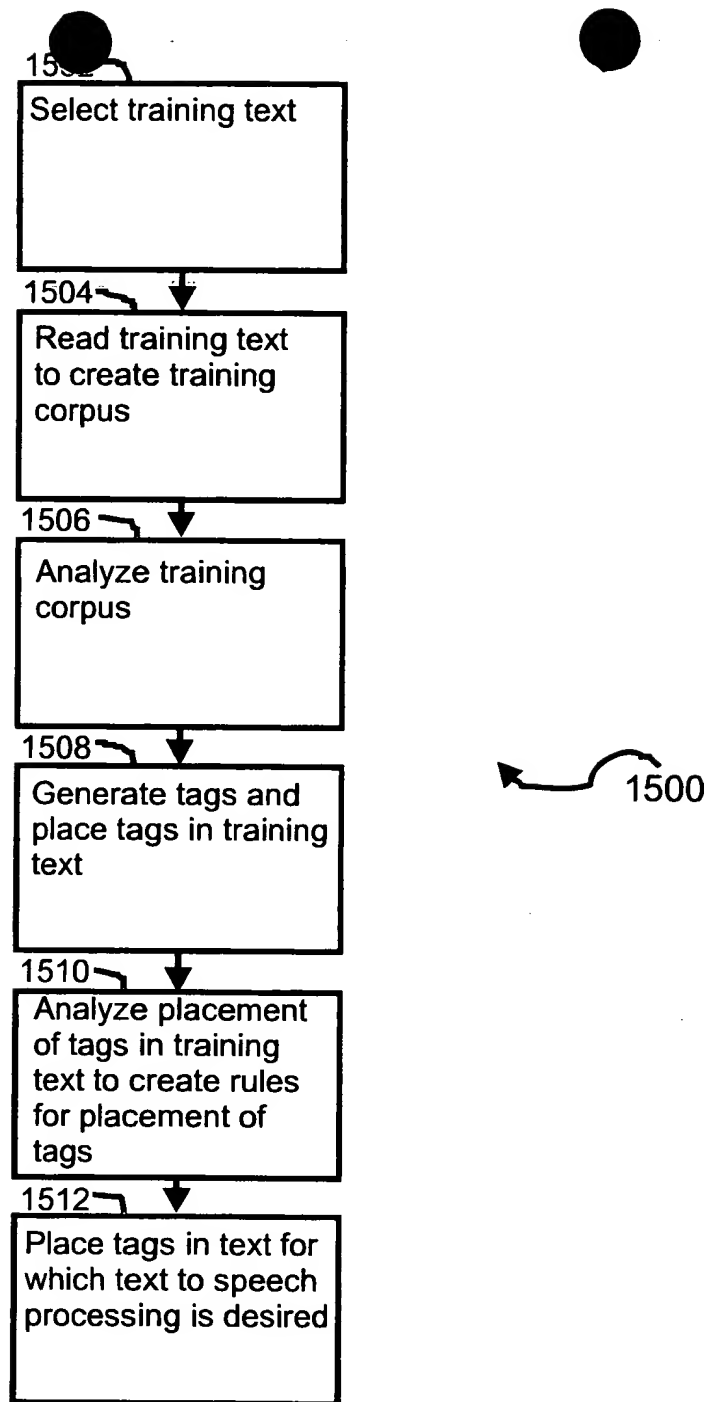 Select training text
1504
Read training text
to create training
corpus
1506
Analyze training
corpus
1508
Generate tags and
place tags in training
text
1500
1510
Analyze placement
of tags in training
text to create rules
for placement of
tags
1512
Place tags in text for
which text to speech
processing is desired